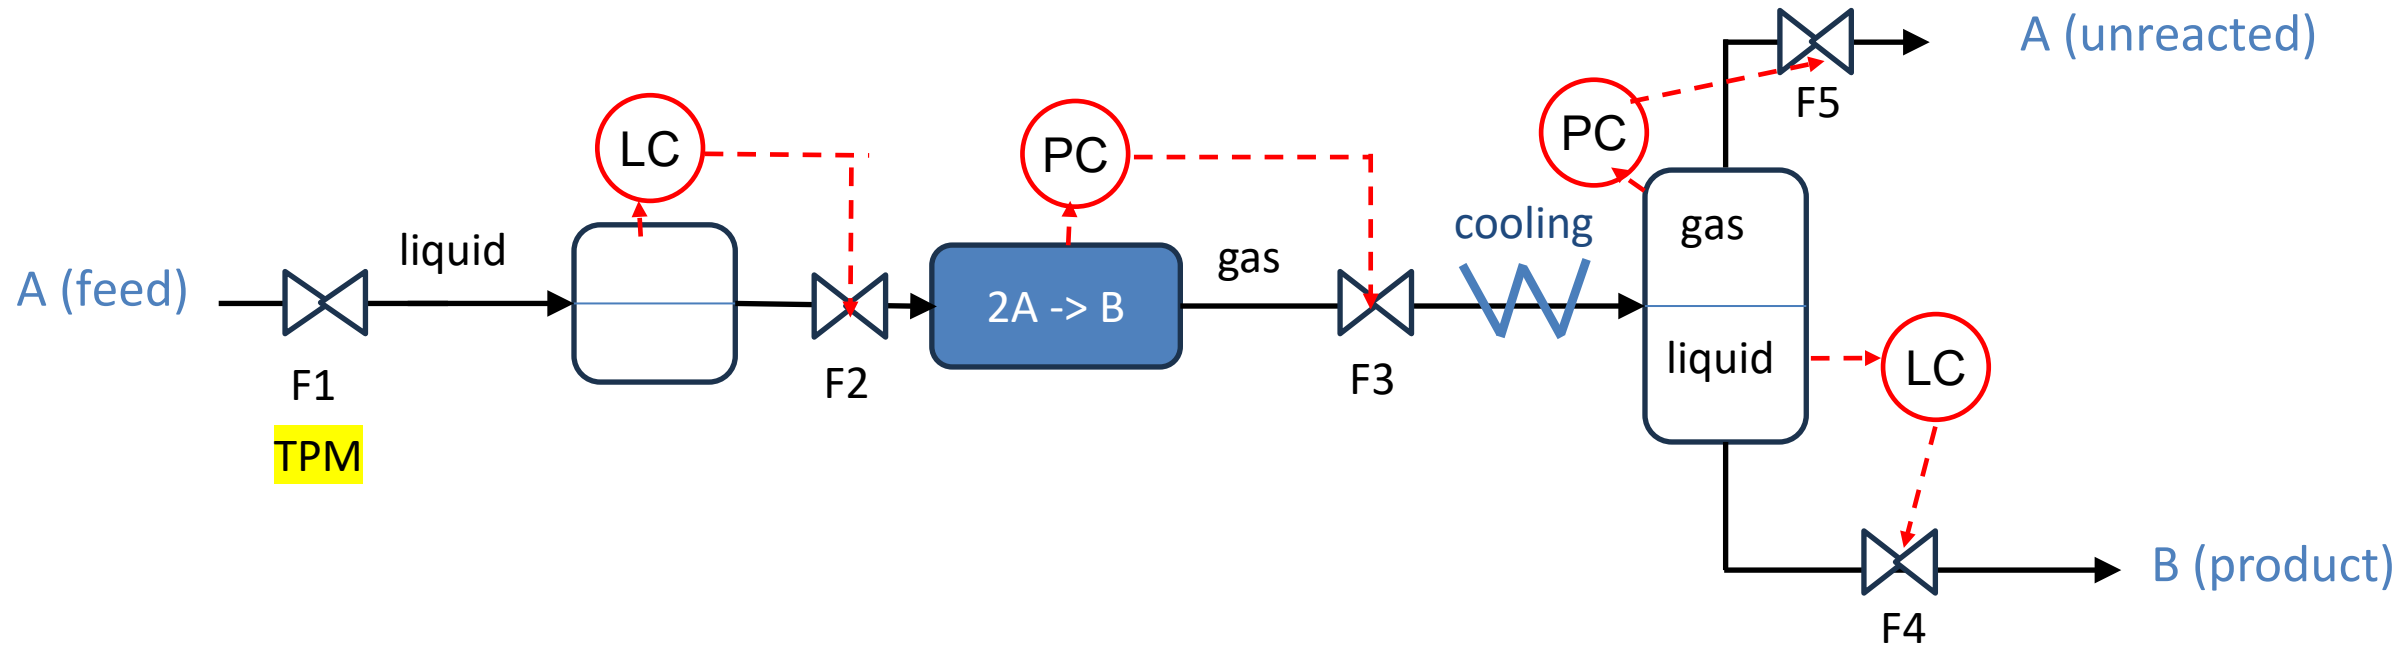 A (feed)
F1
TPM
liquid
LC
F2
2A -> B
PC
gas
F3
cooling
PC
F5
A (unreacted)
gas
liquid
LC
F4
B (product)